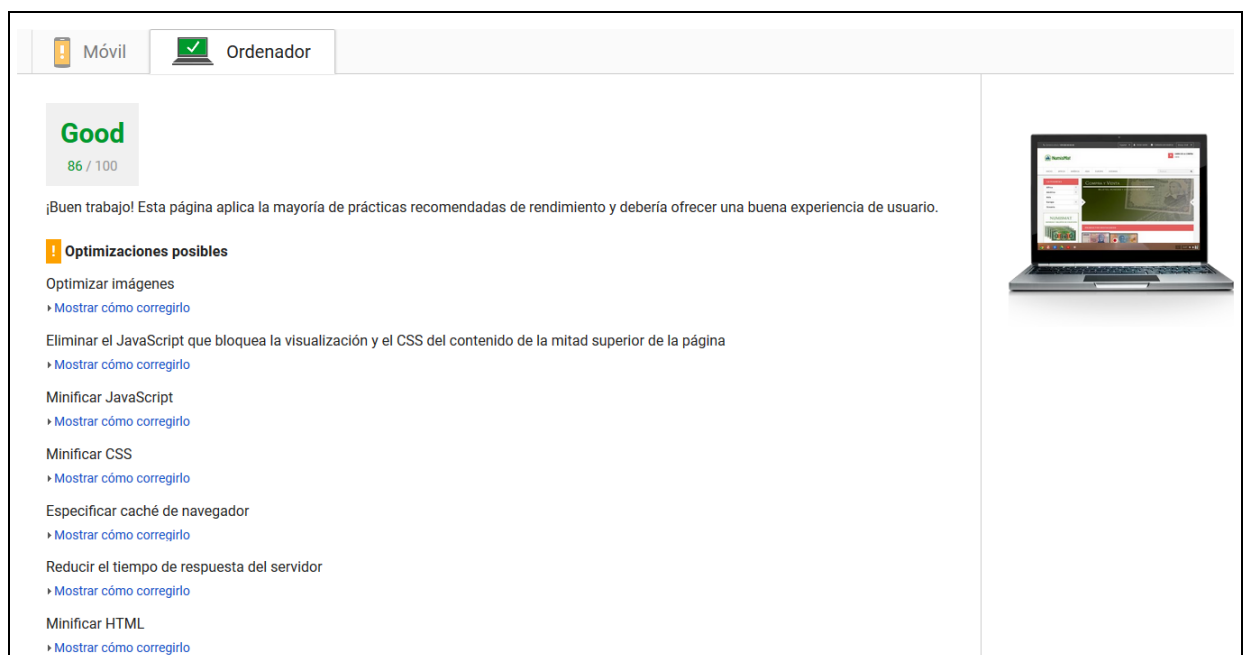 Móvil
Ordenador
Good
86 / 100
¡Buen trabajo! Esta página aplica la mayoría de prácticas recomendadas de rendimiento y debería ofrecer una buena experiencia de usuario.
! Optimizaciones posibles
Optimizar imágenes
Mostrar cómo corregirlo
Eliminar el JavaScript que bloquea la visualización y el CSS del contenido de la mitad superior de la página
Mostrar cómo corregirlo
Minificar JavaScript
Mostrar cómo corregirlo
Minificar CSS
Mostrar cómo corregirlo
Especificar caché de navegador
Mostrar cómo corregirlo
Reducir el tiempo de respuesta del servidor
Mostrar cómo corregirlo
Minificar HTML
Mostrar cómo corregirlo